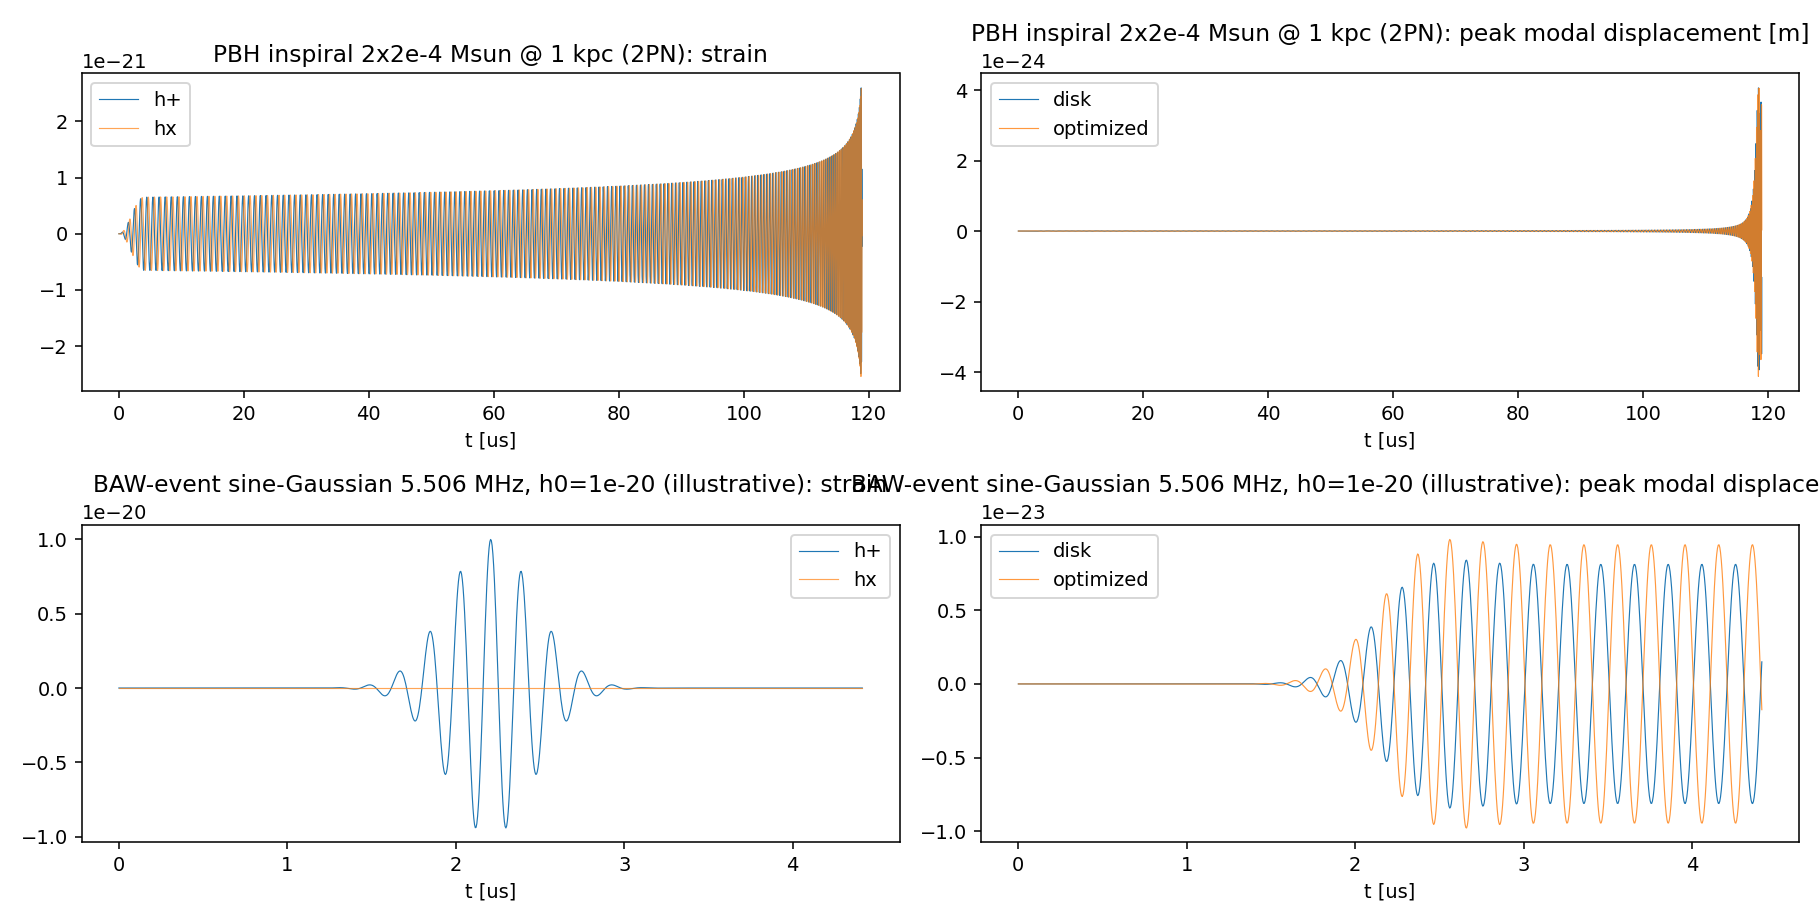 PBH inspiral 2x2e-4 Msun @ 1 kpc (2PN): strain
1e−21
h+
hx
2
1
0
−1
−2
0 20 40 60 80 100 120
t [us]
PBH inspiral 2x2e-4 Msun @ 1 kpc (2PN): peak modal displacement [m]
1e−24
disk
optimized
4
2
0
−2
−4
0 20 40 60 80 100 120
t [us]
BAW-event sine-Gaussian 5.506 MHz, h0=1e-20 (illustrative): strain
1e−20
h+
hx
1.0
0.5
0.0
−0.5
−1.0
0 1 2 3 4
t [us]
BAW-event sine-Gaussian 5.506 MHz, h0=1e-20 (illustrative): peak modal displace
1e−23
disk
optimized
1.0
0.5
0.0
−0.5
−1.0
0 1 2 3 4
t [us]